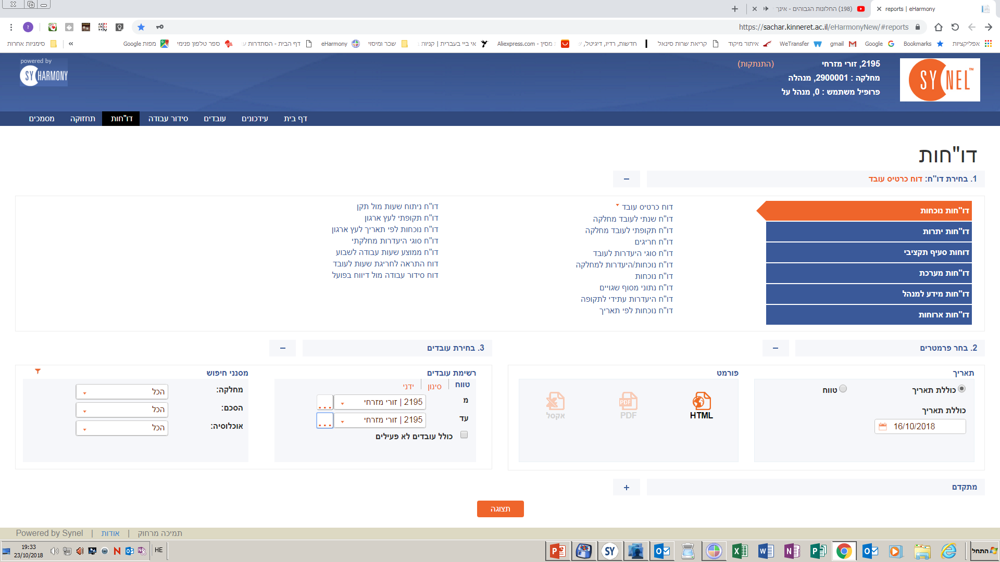 reports | eHarmony
(198) החלונות הגבוהים - אינך
https://sachar.kinneret.ac.il/eHarmonyNew/#reports
אפליקציות
Bookmarks
Google
gmail
WeTransfer
איתור מיקוד
קריאת שרות סינאל
חדשות, רדיו, דיגיטל,
Aliexpress.com - מסין
אי ביי בעברית | קניות
שכר ומיסוי
eHarmony
דף הבית - הסתדרות
ספר טלפון פנימי
מפות Google
«
סימניות אחרות
SYNEL™
2195, זורי מזרחי
(התנתקות)
מחלקה : 2900001, מנהלה
פרופיל משתמש : 0, מנהל על
powered by
SY HARMONY
דף בית
עידכונים
עובדים
סידור עבודה
דו"חות
תחזוקה
מסמכים
דו"חות
1. בחירת דו"ח: דוח כרטיס עובד
דו"חות נוכחות
דו"חות יתרות
דוחות סעיף תקציבי
דו"חות מערכת
דו"חות מידע למנהל
דו"חות ארוחות
דוח כרטיס עובד
דו"ח שנתי לעובד מחלקה
דו"ח תקופתי לעובד מחלקה
דו"ח חריגים
דו"ח סוגי היעדרות לעובד
דו"ח נוכחות/היעדרות למחלקה
דו"ח נוכחות
דו"ח נתוני מסוף שגויים
דו"ח היעדרות עתידי לתקופה
דו"ח נוכחות לפי תאריך
דו"ח ניתוח שעות מול תקן
דו"ח תקופתי לעץ ארגון
דו"ח נוכחות לפי תאריך לעץ ארגון
דו"ח סוגי היעדרות מחלקתי
דו"ח ממוצע שעות עבודה לשבוע
דוח התראה לחריגת שעות לעובד
דוח סידור עבודה מול דיווח בפועל
2. בחר פרמטרים
תאריך
כוללת תאריך
טווח
כוללת תאריך
16/10/2018
פורמט
HTML
PDF
אקסל
3. בחירת עובדים
רשימת עובדים
טווח
סינון
ידני
מ
2195 | זורי מזרחי
...
עד
2195 | זורי מזרחי
...
כולל עובדים לא פעילים
מסנני חיפוש
מחלקה:
הכל
הסכם:
הכל
אוכלוסיה:
הכל
מתקדם
תצוגה
תמיכה מרחוק | אודות | Powered by Synel
התחל
HE
19:33
23/10/2018